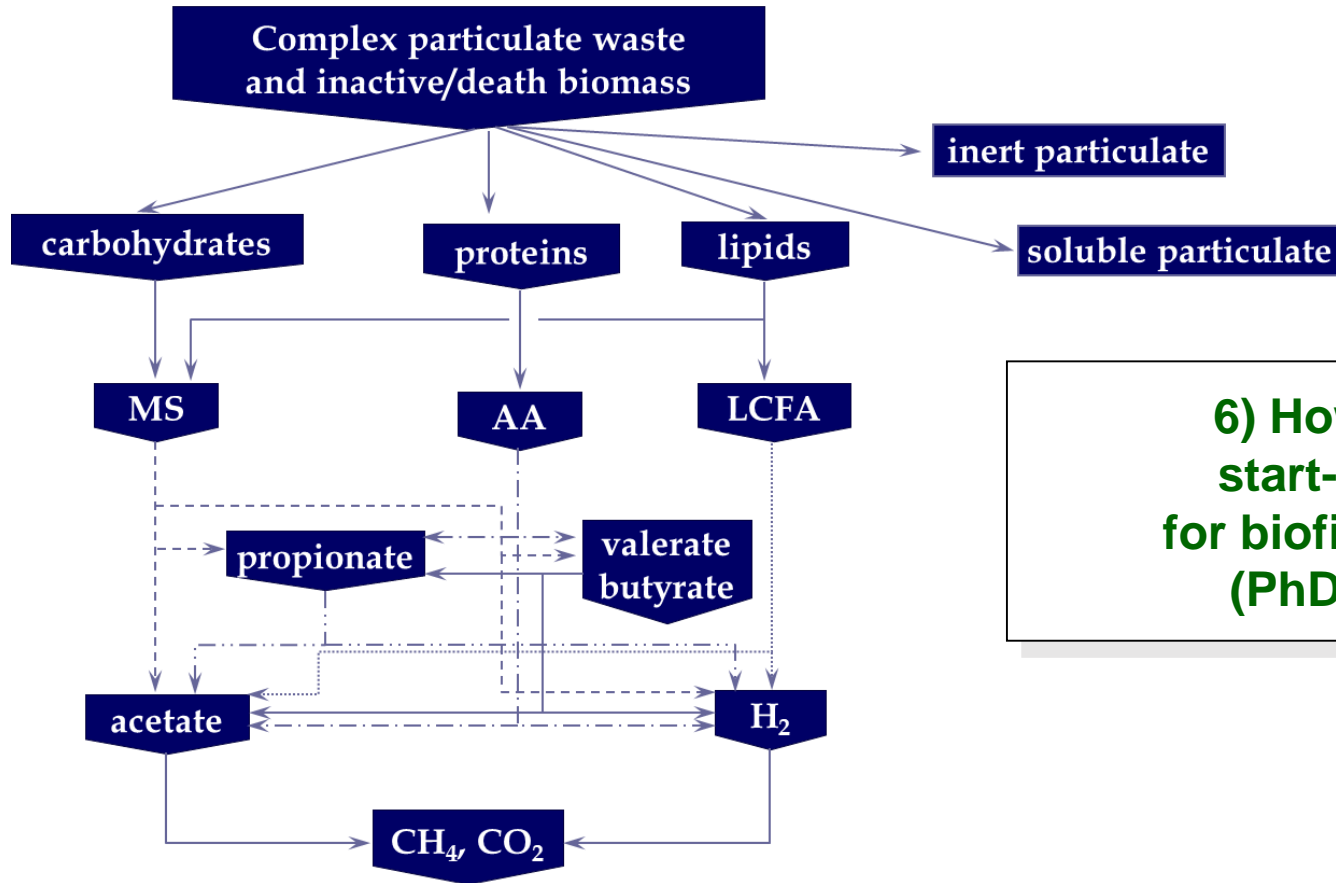 Complex particulate waste
and inactive/death biomass
inert particulate
carbohydrates
proteins
lipids
soluble particulate
MS
AA
LCFA
propionate
valerate
butyrate
acetate
H₂
CH₄, CO₂
6) How
start-
for biofi
(PhD